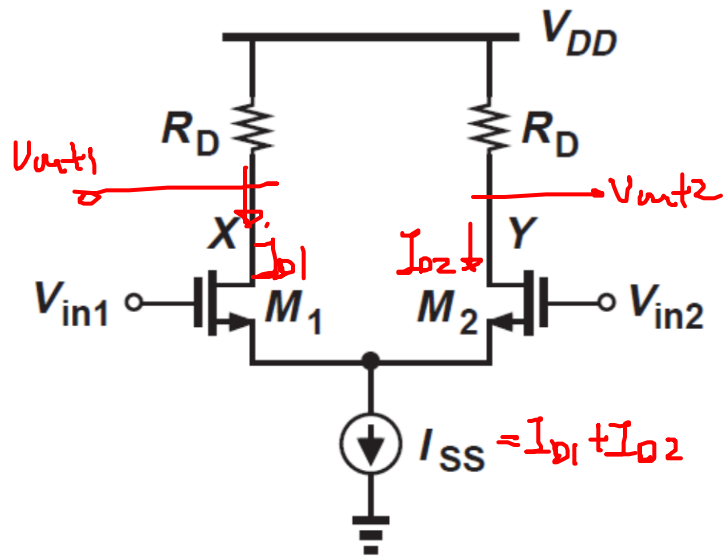 V_DD
R_D
R_D
Vout1
Vout2
X
I_D1
I_D2
Y
V_in1
M_1
M_2
V_in2
I_SS = I_D1 + I_D2